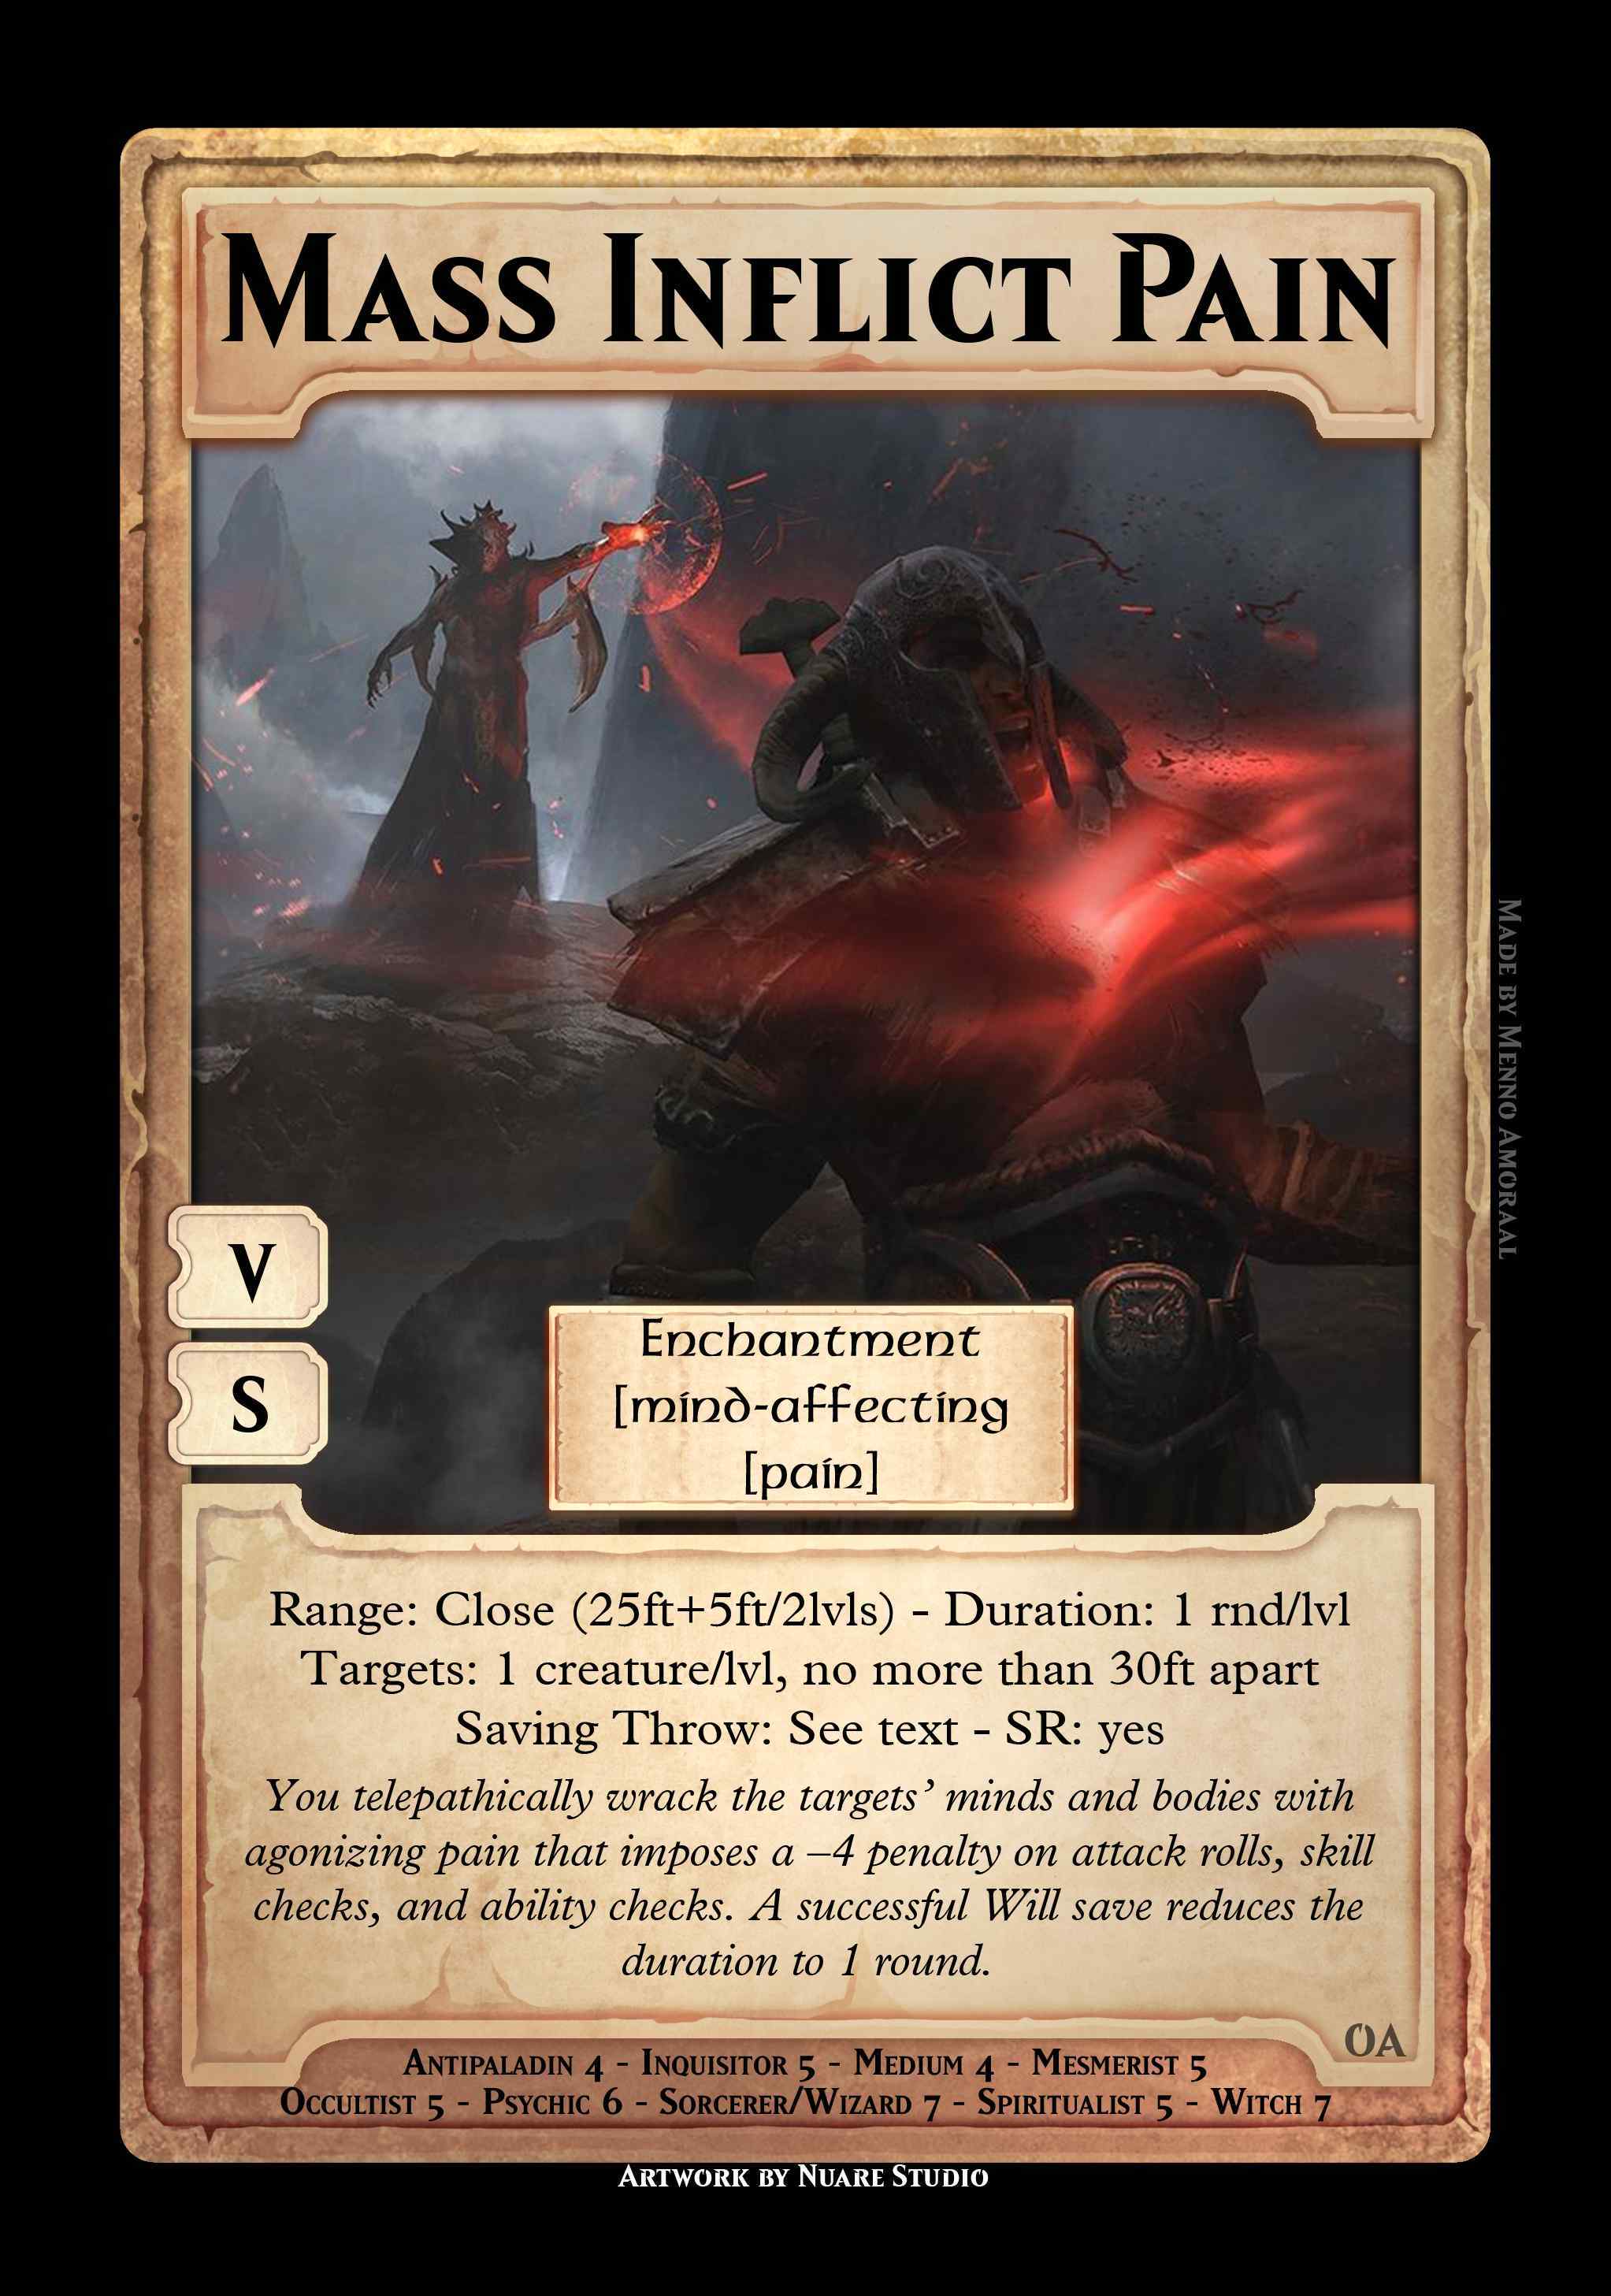 Mass Inflict Pain
V
S
Enchantment
[mind-affecting
[pain]
Range: Close (25ft+5ft/2lvls) - Duration: 1 rnd/lvl
Targets: 1 creature/lvl, no more than 30ft apart
Saving Throw: See text - SR: yes
You telepathically wrack the targets’ minds and bodies with
agonizing pain that imposes a –4 penalty on attack rolls, skill
checks, and ability checks. A successful Will save reduces the
duration to 1 round.
OA
Antipaladin 4 - Inquisitor 5 - Medium 4 - Mesmerist 5
Occultist 5 - Psychic 6 - Sorcerer/Wizard 7 - Spiritualist 5 - Witch 7
Artwork by Nuare Studio
Made by Menno Amoraal